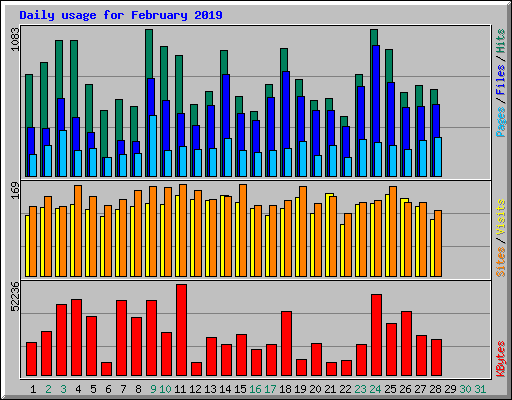 Daily usage for February 2019
1083
Pages / Files / Hits
169
Sites / Visits
52236
KBytes
1 2 3 4 5 6 7 8 9 10 11 12 13 14 15 16 17 18 19 20 21 22 23 24 25 26 27 28 29 30 31